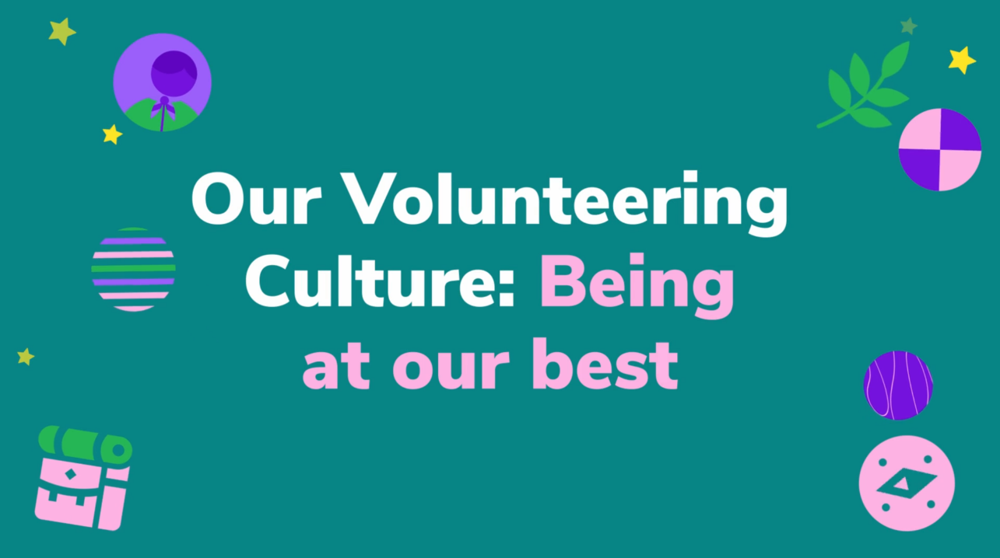 Our Volunteering
Culture: Being
at our best